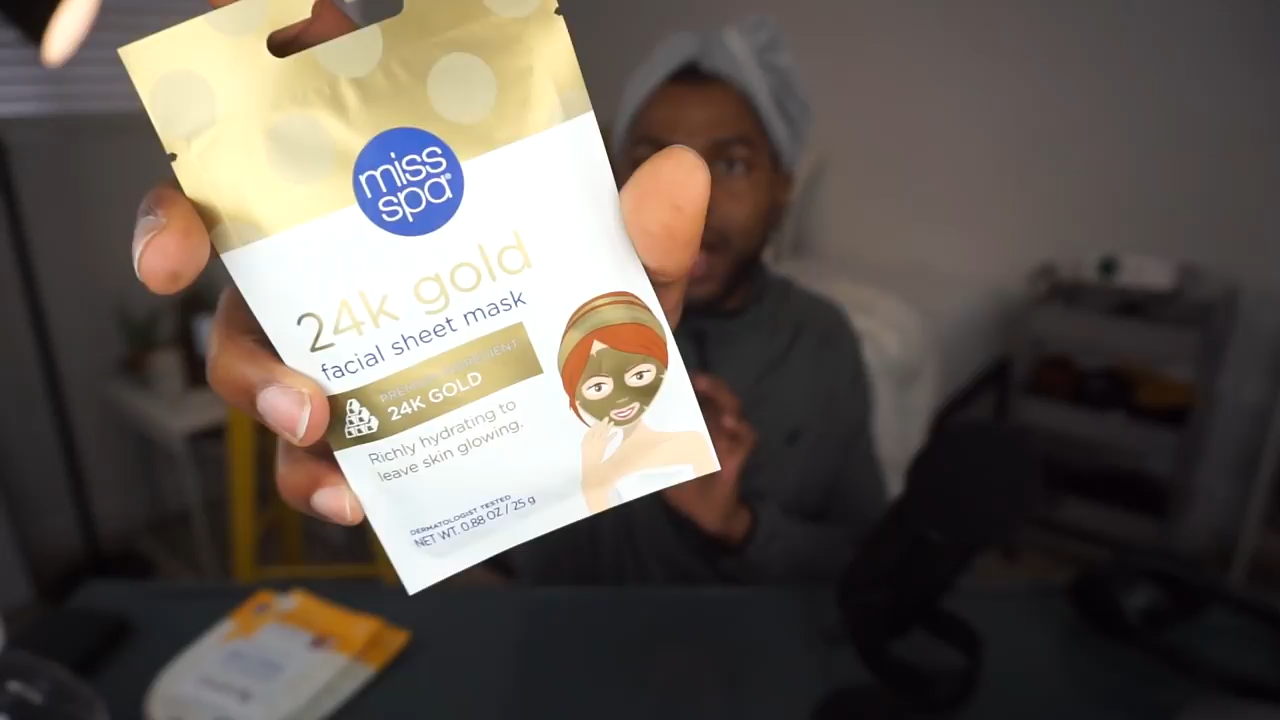 miss
spa
24k gold
facial sheet mask
PREMIUM INGREDIENT
24K GOLD
Richly hydrating to
leave skin glowing.
DERMATOLOGIST TESTED
NET WT. 0.88 OZ / 25 g